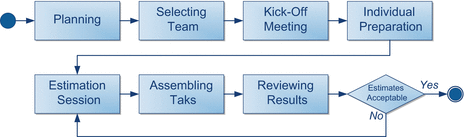 Planning
Selecting
Team
Kick-Off
Meeting
Individual
Preparation
Estimation
Session
Assembling
Taks
Reviewing
Results
Estimates
Acceptable
Yes
No